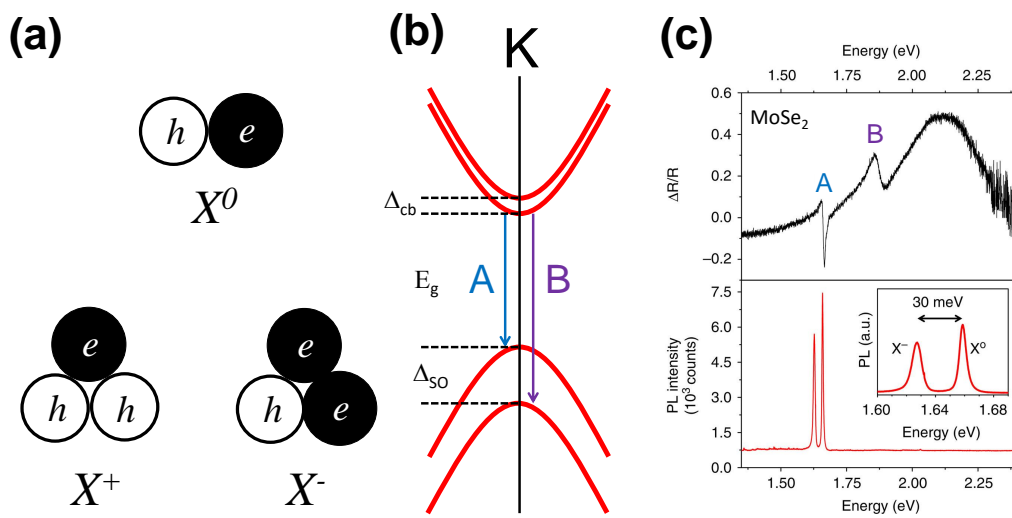 (a)
h e
X⁰
e
h h
X⁺
e
h e
X⁻
(b)
K
Δcb
Eg
A B
ΔSO
(c)
Energy (eV)
1.50 1.75 2.00 2.25
0.6
0.4
0.2
0.0
−0.2
ΔR/R
MoSe₂
A
B
7.5
6.0
4.5
3.0
1.5
0.0
PL intensity
(10³ counts)
30 meV
PL (a.u.)
X⁻ X⁰
1.60 1.64 1.68
Energy (eV)
1.50 1.75 2.00 2.25
Energy (eV)